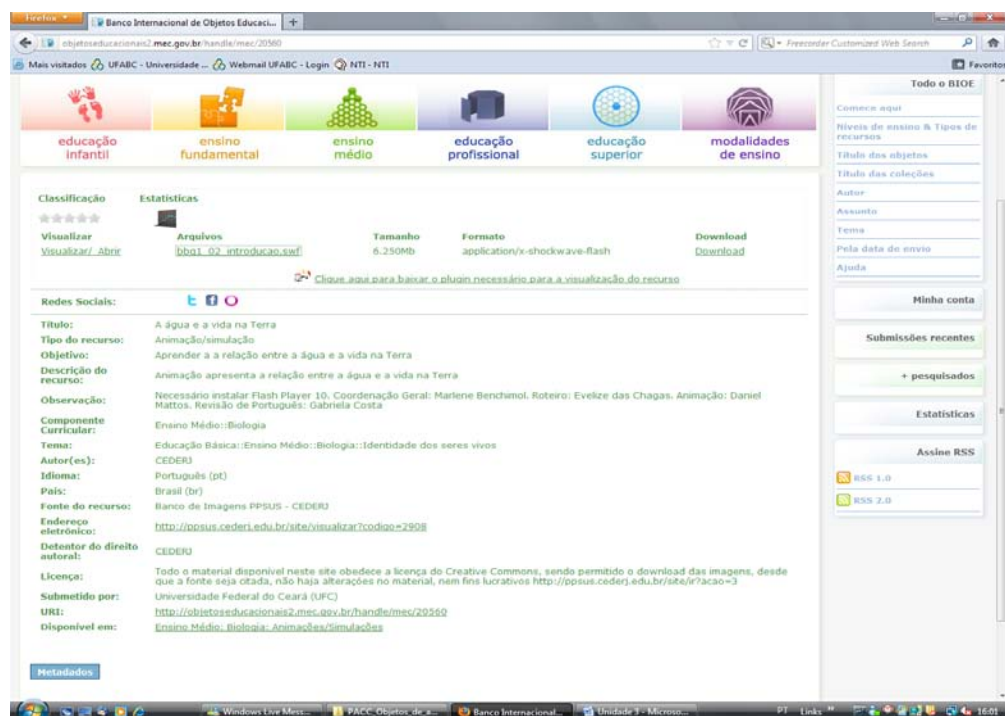 Firefox
Banco Internacional de Objetos Educaci...
objetoseducacionais2.mec.gov.br/handle/mec/20560
Freecorder Customized Web Search
Mais visitados
UFABC - Universidade ...
Webmail UFABC - Login
NTI - NTI
Favoritos
educação infantil
ensino fundamental
ensino médio
educação profissional
educação superior
modalidades de ensino
Classificação Estatísticas
Visualizar Arquivos Tamanho Formato Download
Visualizar/ Abrir bbq1_02_introducao.swf 6.250Mb application/x-shockwave-flash Download
Clique aqui para baixar o plugin necessário para a visualização do recurso
Redes Sociais:
Título: A água e a vida na Terra
Tipo do recurso: Animação/simulação
Objetivo: Aprender a a relação entre a água e a vida na Terra
Descrição do recurso: Animação apresenta a relação entre a água e a vida na Terra
Observação: Necessário instalar Flash Player 10. Coordenação Geral: Marlene Benchimol. Roteiro: Evelize das Chagas. Animação: Daniel
Mattos. Revisão de Português: Gabriela Costa
Componente Curricular: Ensino Médio::Biologia
Tema: Educação Básica::Ensino Médio::Biologia::Identidade dos seres vivos
Autor(es): CEDERJ
Idioma: Português (pt)
País: Brasil (br)
Fonte do recurso: Banco de Imagens PPSUS - CEDERJ
Endereço eletrônico: http://ppsus.cederj.edu.br/site/visualizar?codigo=2908
Detentor do direito autoral: CEDERJ
Licença: Todo o material disponível neste site obedece a licença do Creative Commons, sendo permitido o download das imagens, desde
que a fonte seja citada, não haja alterações no material, nem fins lucrativos http://ppsus.cederj.edu.br/site/ir?acao=3
Submetido por: Universidade Federal do Ceará (UFC)
URI: http://objetoseducacionais2.mec.gov.br/handle/mec/20560
Disponível em: Ensino Médio: Biologia: Animações/Simulações
Metadados
Todo o BIOE
Comece aqui
Níveis de ensino & Tipos de
recursos
Título dos objetos
Título das coleções
Autor
Assunto
Tema
Pela data de envio
Ajuda
Minha conta
Submissões recentes
+ pesquisados
Estatísticas
Assine RSS
RSS 1.0
RSS 2.0
Windows Live Mess...
PACC_Objetos_de_a...
Banco Internacional...
Unidade 3 - Microso...
PT
Links
16:01